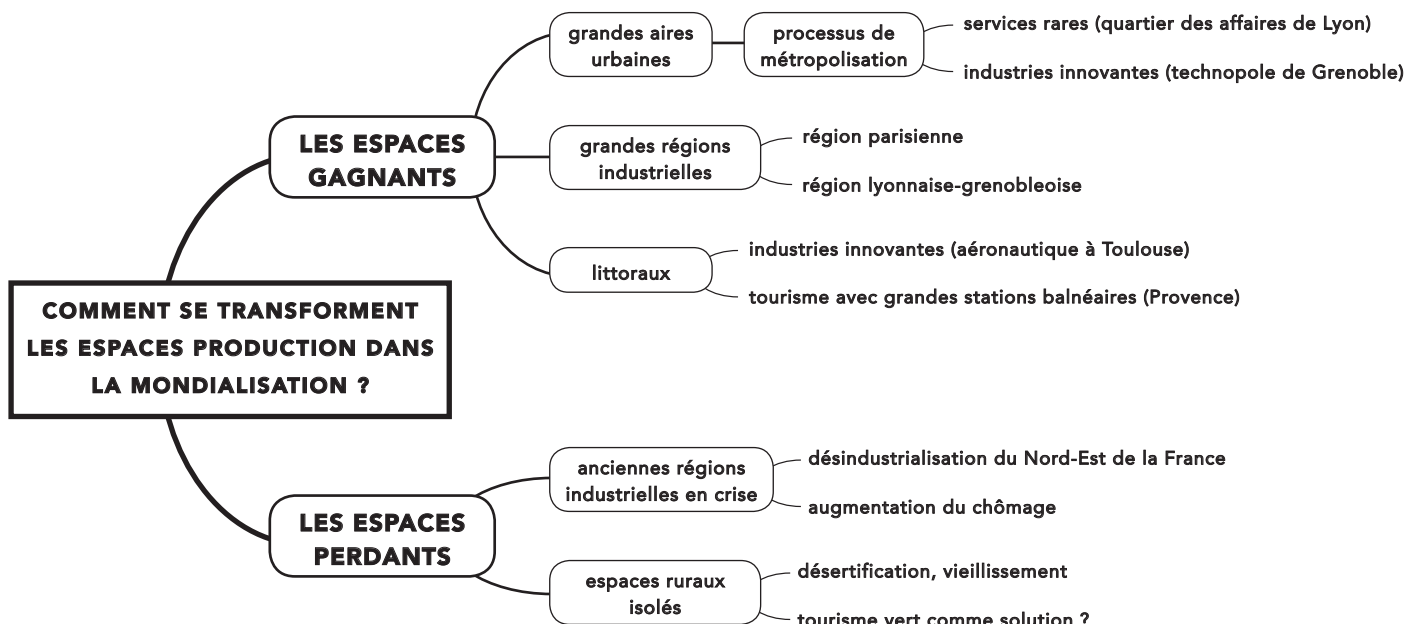 grandes aires
urbaines
processus de
métropolisation
services rares (quartier des affaires de Lyon)
industries innovantes (technopole de Grenoble)
LES ESPACES
GAGNANTS
grandes régions
industrielles
région parisienne
région lyonnaise-grenobleoise
littoraux
industries innovantes (aéronautique à Toulouse)
tourisme avec grandes stations balnéaires (Provence)
COMMENT SE TRANSFORMENT
LES ESPACES PRODUCTION DANS
LA MONDIALISATION ?
LES ESPACES
PERDANTS
anciennes régions
industrielles en crise
désindustrialisation du Nord-Est de la France
augmentation du chômage
espaces ruraux
isolés
désertification, vieillissement
tourisme vert comme solution ?